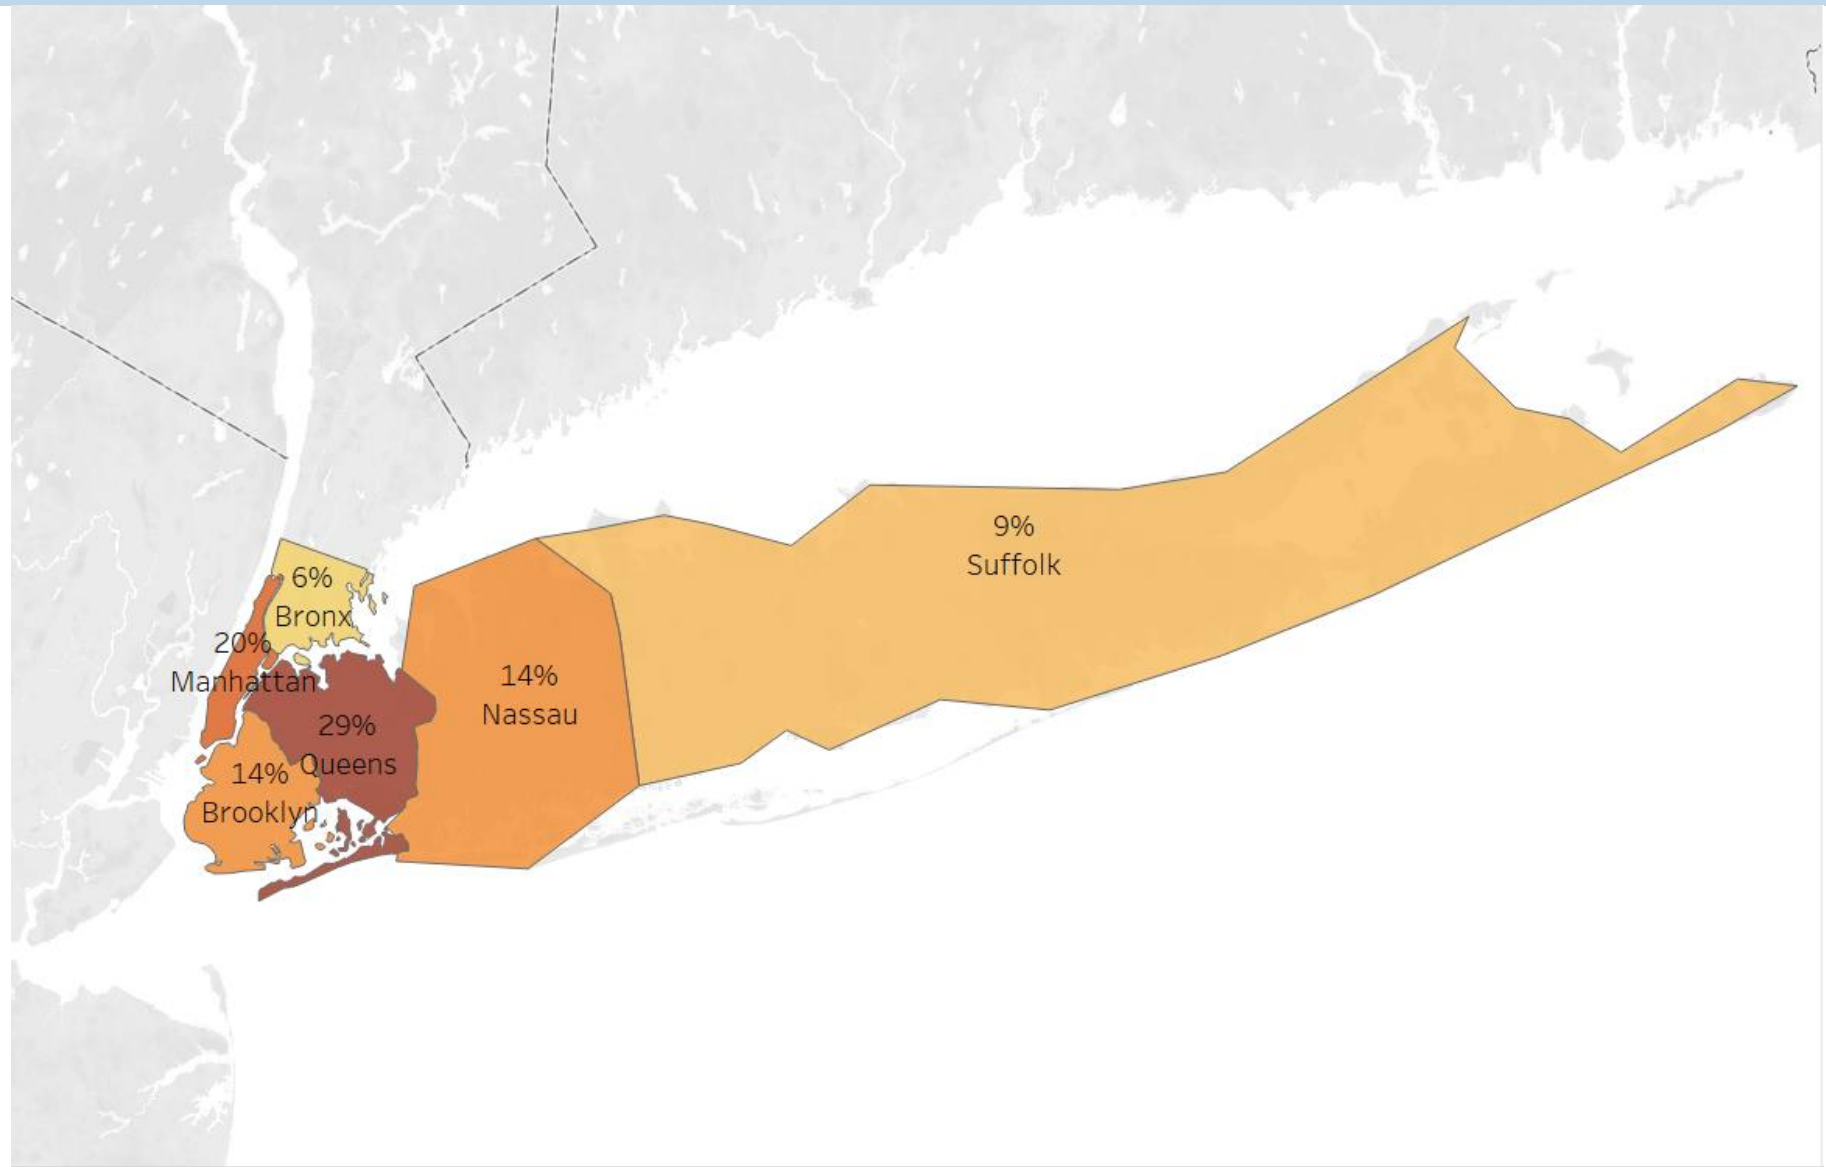 9%
Suffolk
6%
Bronx
20%
Manhattan
14%
Nassau
29%
Queens
14%
Brooklyn